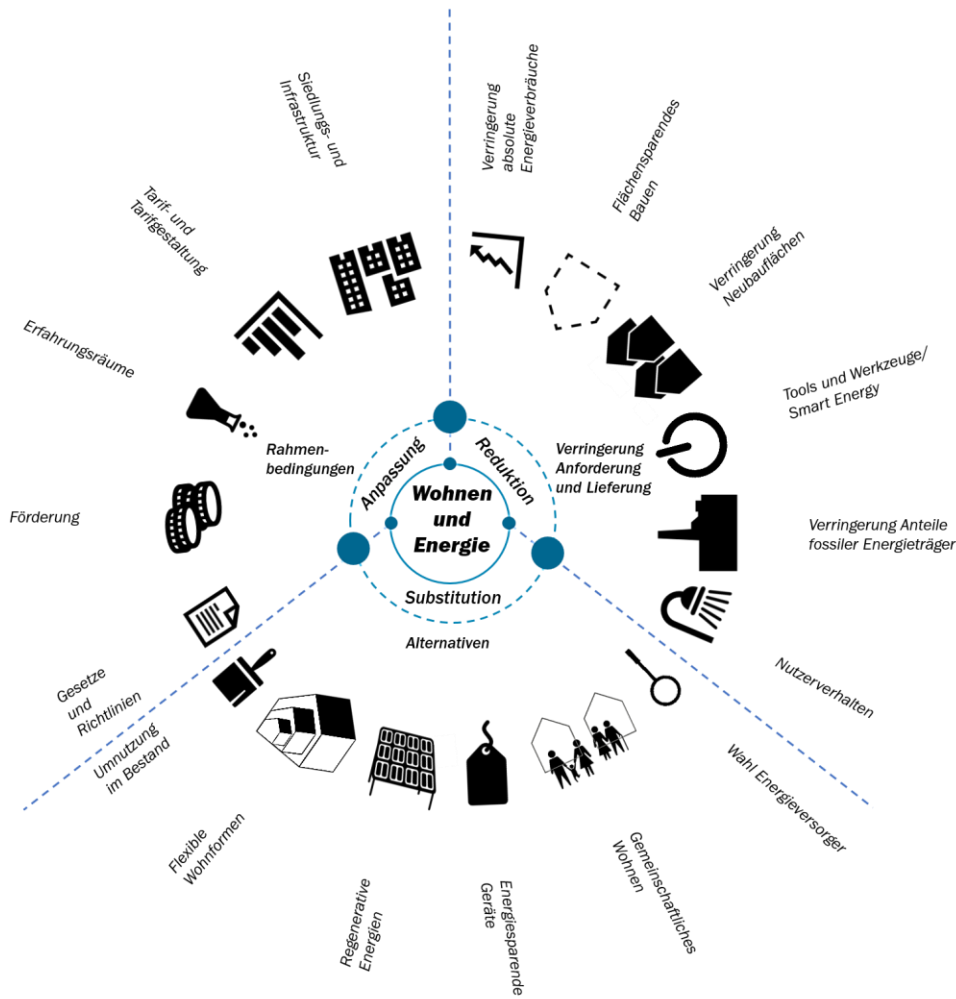 Wohnen
und
Energie
Anpassung
Reduktion
Substitution
Rahmen-
bedingungen
Verringerung
Anforderung
und Lieferung
Alternativen
Verringerung
absolute
Energieverbräuche
Flächensparendes
Bauen
Verringerung
Neubauflächen
Tools und Werkzeuge/
Smart Energy
Verringerung Anteile
fossiler Energieträger
Nutzerverhalten
Wahl Energieversorger
Gemeinschaftliches
Wohnen
Energiesparende
Geräte
Regenerative
Energien
Flexible
Wohnformen
Umnutzung
im Bestand
Gesetze
und
Richtlinien
Förderung
Erfahrungsräume
Tarif- und
Tarifgestaltung
Siedlungs- und
Infrastruktur